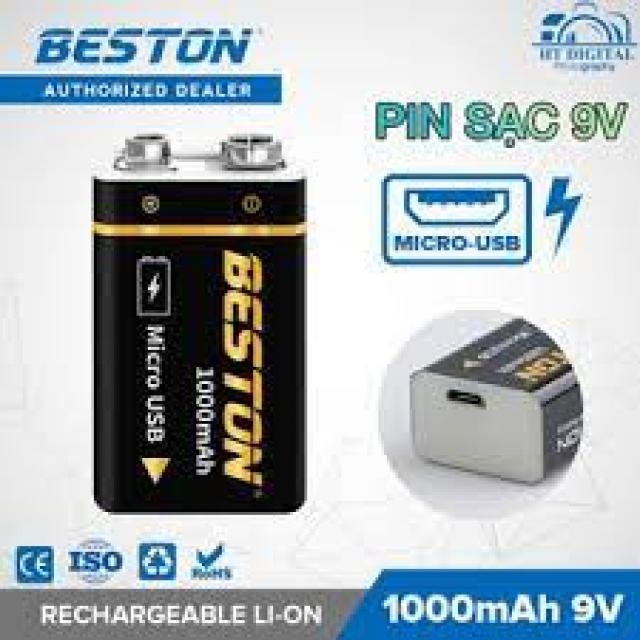 BESTON®
AUTHORIZED DEALER
HT DIGITAL
Photography
PIN SẠC 9V
MICRO-USB
BESTON
1000mAh
Micro USB
CE ISO RoHS
RECHARGEABLE LI-ON
1000mAh 9V